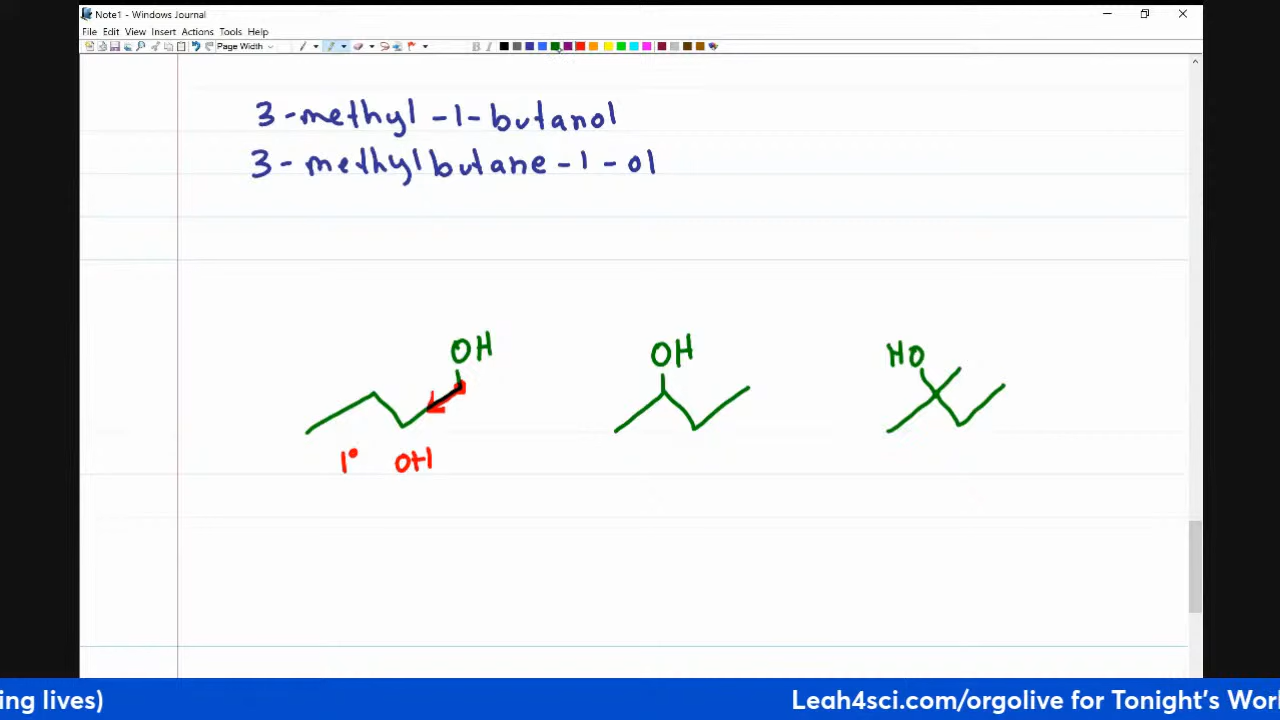 Note1 - Windows Journal
File Edit View Insert Actions Tools Help
Page Width
B I
3-methyl-1-butanol
3-methylbutane-1-ol
OH
OH
HO
1° OH
ing lives)
Leah4sci.com/orgolive for Tonight's Wor